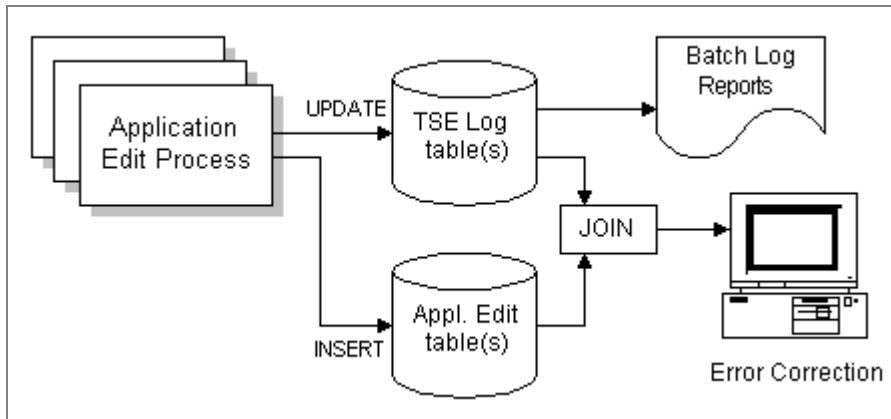 Application
Edit Process
UPDATE
TSE Log
table(s)
Batch Log
Reports
JOIN
INSERT
Appl. Edit
table(s)
Error Correction